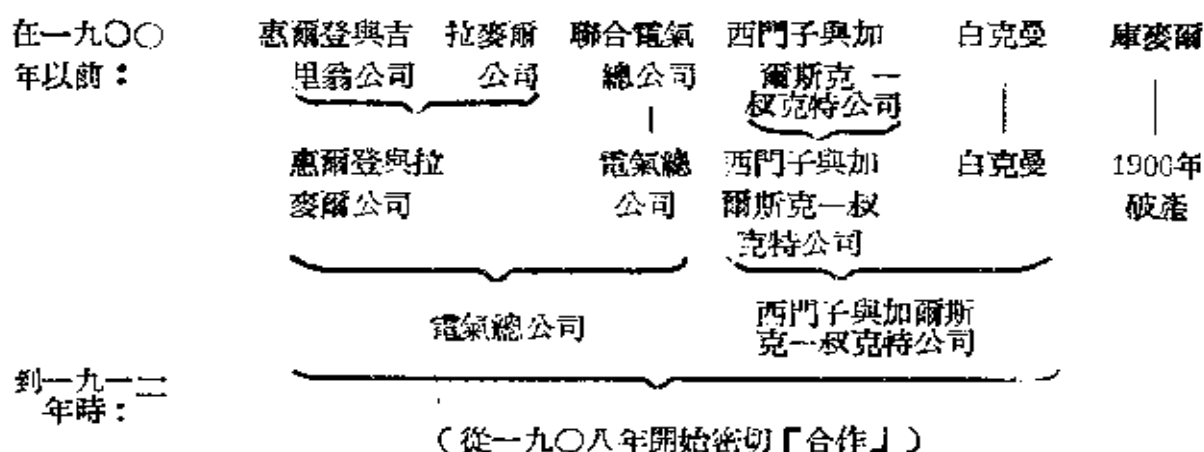 在一九〇〇 惠爾登與吉 拉麥爾 聯合電氣 西門子與加 白克曼 庫麥爾
年以前： 里翁公司 公司 總公司 爾斯克一
叔克特公司
惠爾登與拉 電氣總 西門子與加 白克曼 1900年
麥爾公司 公司 爾斯克一叔 破產
克特公司
電氣總公司 西門子與加爾斯
克一叔克特公司
到一九一二
年時：
（從一九〇八年開始密切「合作」）